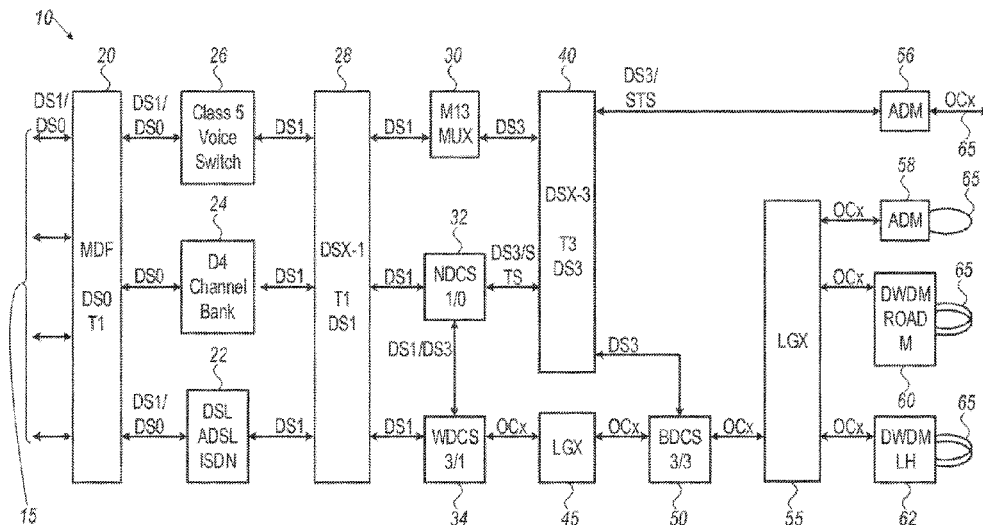 10
20
26
28
30
40
56
DS1/
DS0
DS1/
DS0
Class 5
Voice
Switch
DS1
DS1
M13
MUX
DS3
DS3/
STS
ADM
OCx
65
24
32
58
65
MDF
DS0
T1
DS0
D4
Channel
Bank
DS1
DSX-1
T1
DS1
DS1
NDCS
1/0
DS3/S
TS
DSX-3
T3
DS3
OCx
ADM
LGX
OCx
DWDM
ROAD
M
65
60
22
DS1/DS3
DS3
DS1/
DS0
DSL
ADSL
ISDN
DS1
DS1
WDCS
3/1
OCx
LGX
OCx
BDCS
3/3
OCx
OCx
DWDM
LH
65
15
34
45
50
55
62